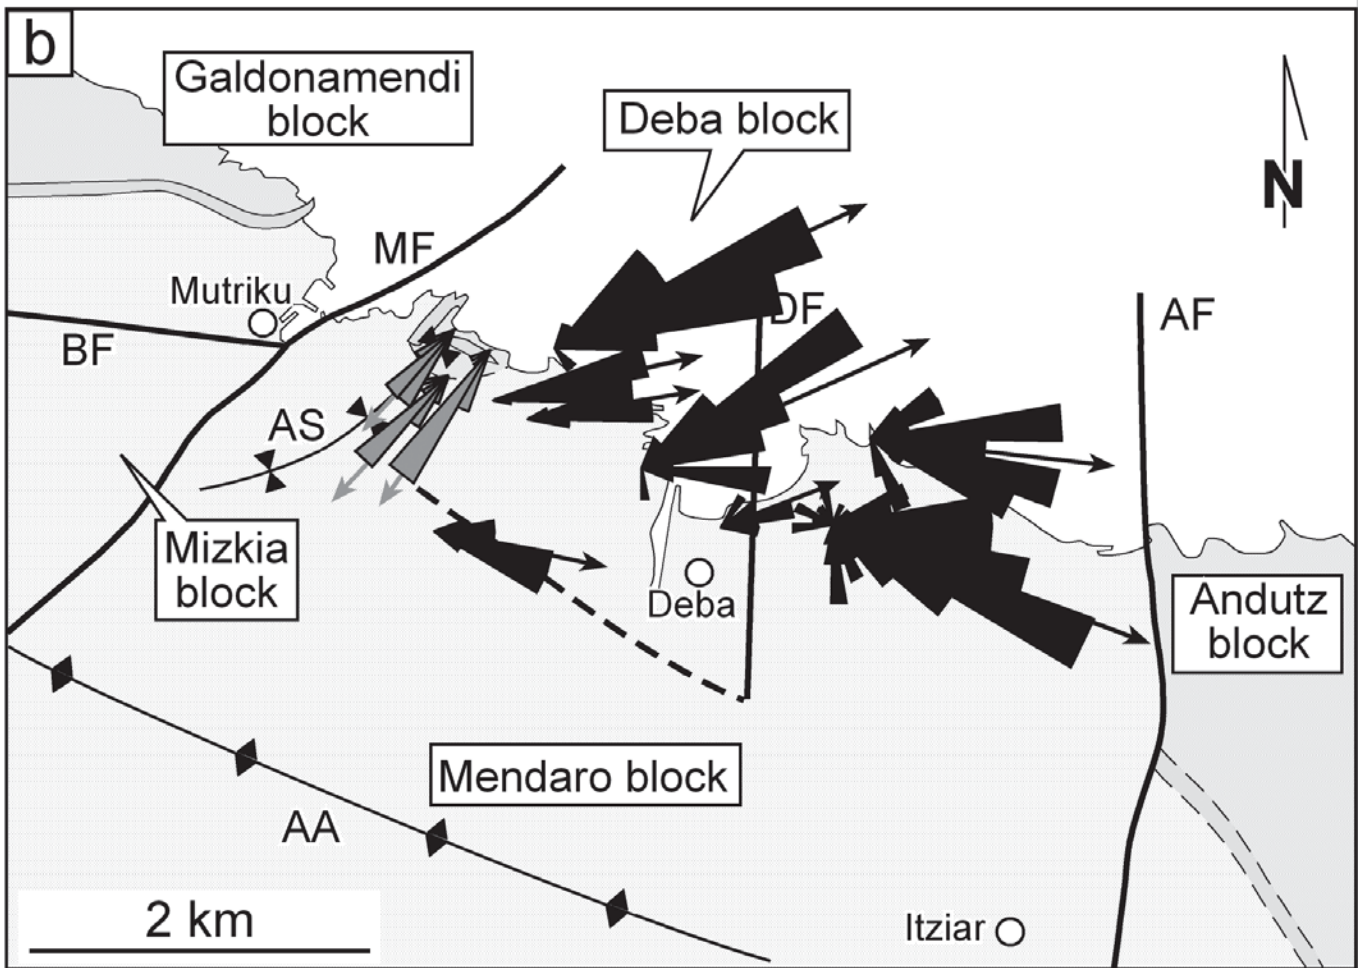 b
Galdonamendi
block
Deba block
N
MF
Mutriku
DF
AF
BF
AS
Mizkia
block
Deba
Andutz
block
Mendaro block
AA
2 km
Itziar